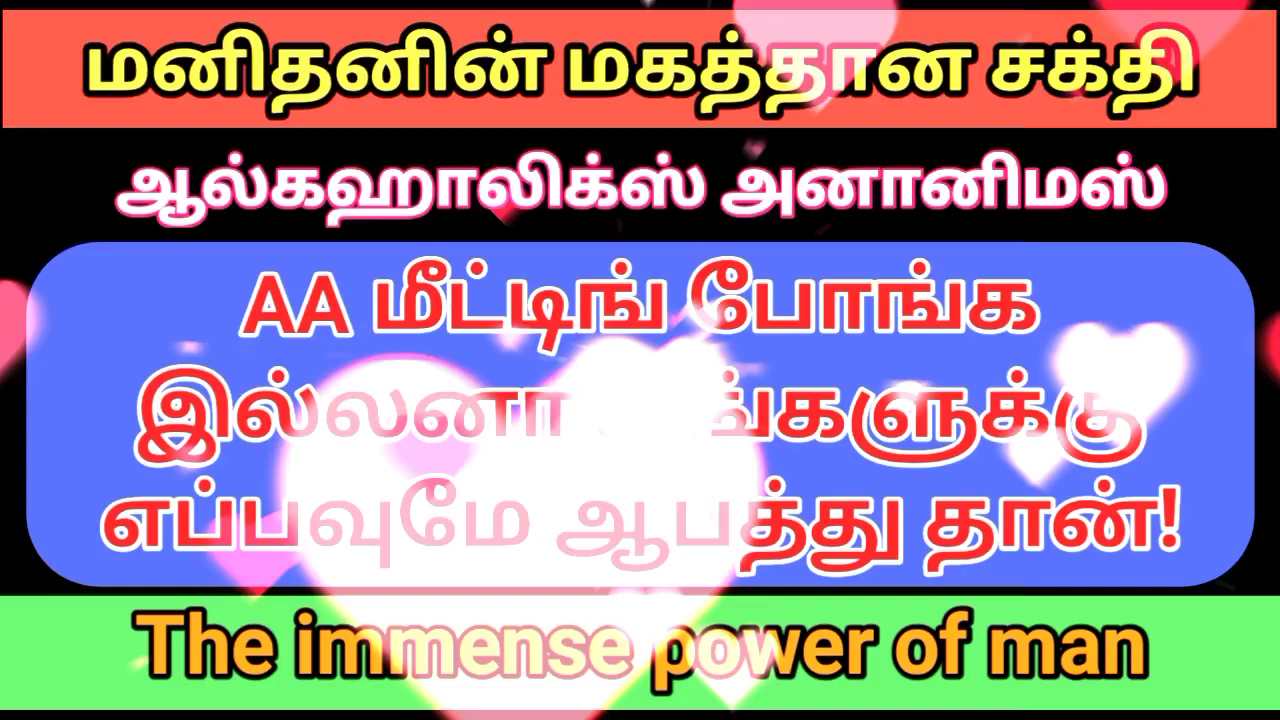 மனிதனின் மகத்தான சக்தி
ஆல்கஹாலிக்ஸ் அனானிமஸ்
AA மீட்டிங் போங்க
இல்லனா
எப்பவுமே ஆபத்து தான்!
The immense power of man